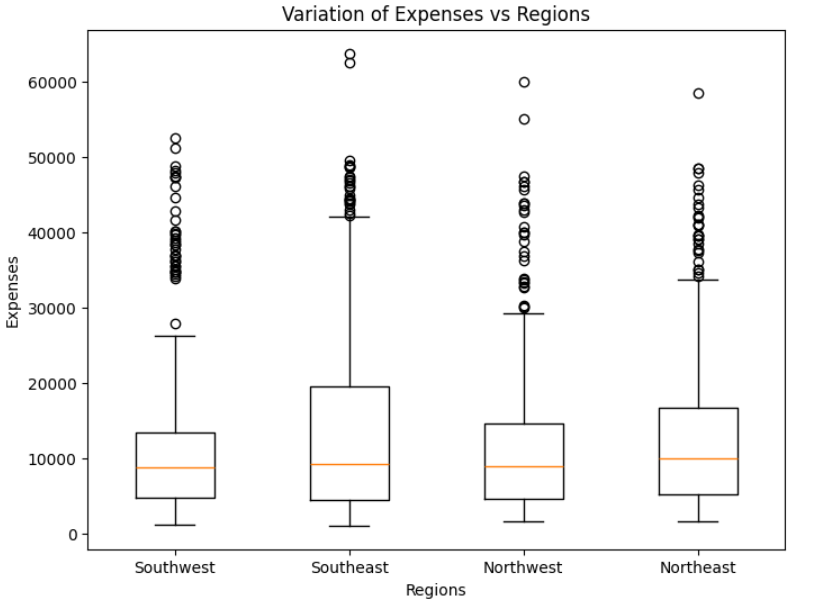 Variation of Expenses vs Regions
60000
50000
40000
30000
20000
10000
0
Expenses
Southwest Southeast Northwest Northeast
Regions